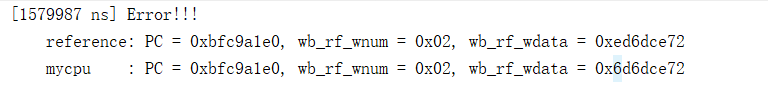 [1579987 ns] Error!!!
reference: PC = 0xbfc9a1e0, wb_rf_wnum = 0x02, wb_rf_wdata = 0xed6dce72
mycpu    : PC = 0xbfc9a1e0, wb_rf_wnum = 0x02, wb_rf_wdata = 0x6d6dce72